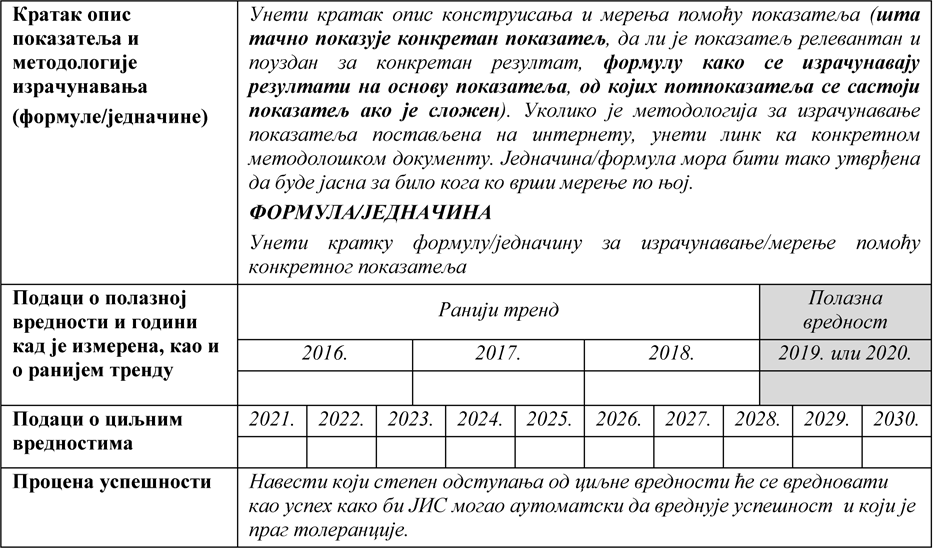 Кратак опис
показатеља и
методологије
израчунавања
(формуле/једначине)
Унети кратак опис конструисања и мерења помоћу показатеља (шта
тачно показује конкретан показатељ, да ли је показатељ релевантан и
поуздан за конкретан резултат, формулу како се израчунавају
резултати на основу показатеља, од којих потпоказатеља се састоји
показатељ ако је сложен). Уколико је методологија за израчунавање
показатеља постављена на интернету, унети линк ка конкретном
методолошком документу. Једначина/формула мора бити тако утврђена
да буде јасна за било кога ко врши мерење по њој.
ФОРМУЛА/ЈЕДНАЧИНА
Унети кратку формулу/једначину за израчунавање/мерење помоћу
конкретног показатеља
Подаци о полазној
вредности и години
кад је измерена, као и
о ранијем тренду
Ранији тренд
Полазна
вредност
2016. 2017. 2018. 2019. или 2020.
Подаци о циљним
вредностима
2021. 2022. 2023. 2024. 2025. 2026. 2027. 2028. 2029. 2030.
Процена успешности
Навести који степен одступања од циљне вредности ће се вредновати
као успех како би ЈИС могао аутоматски да вреднује успешност и који је
праг толеранције.